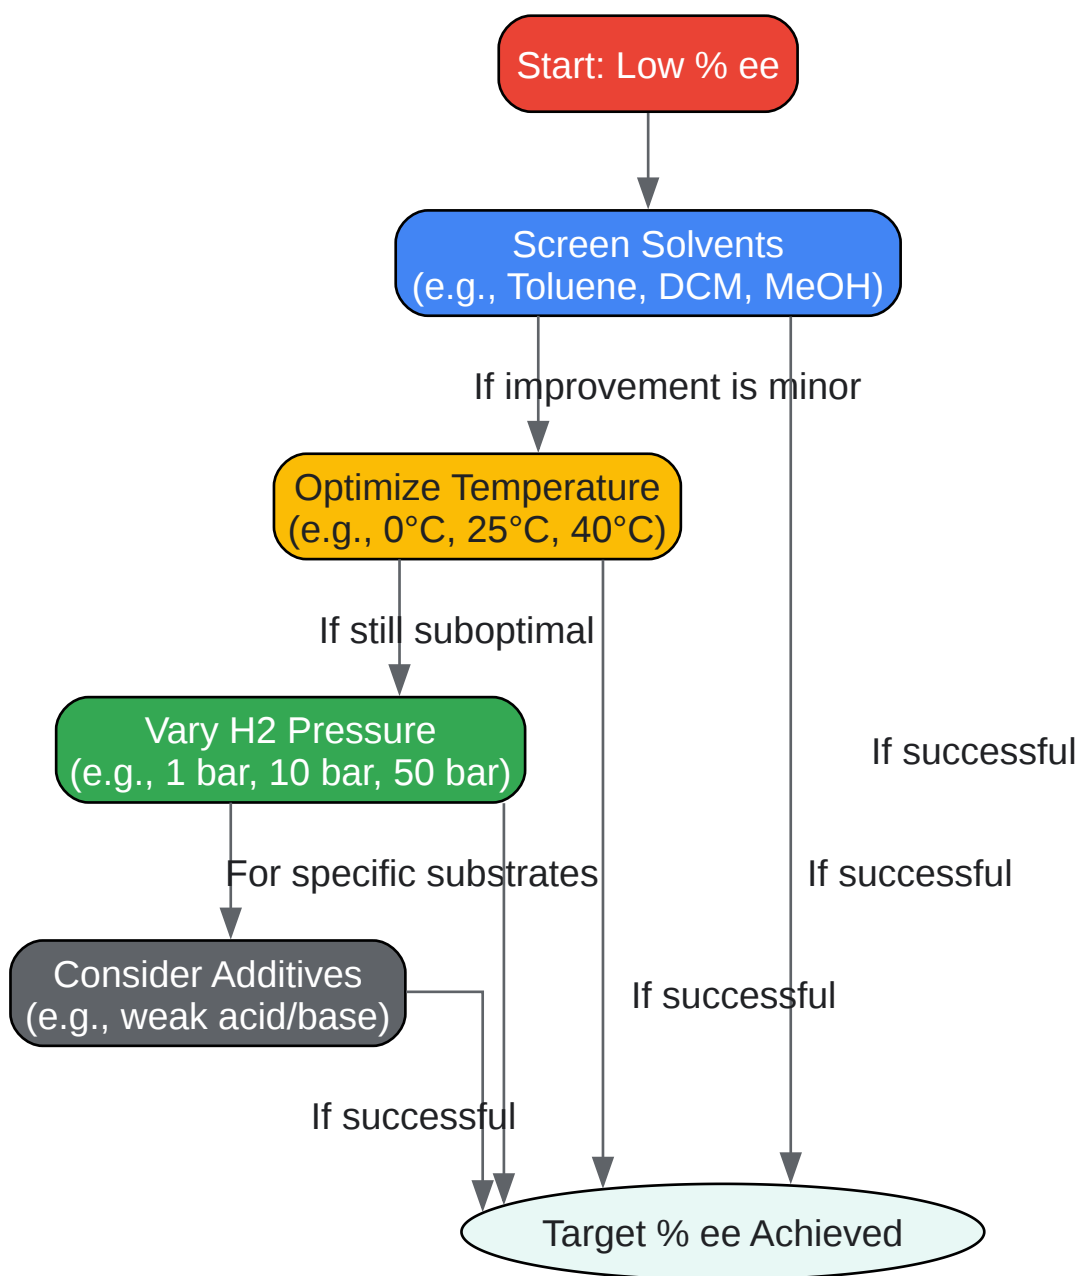 Start: Low % ee
Screen Solvents
(e.g., Toluene, DCM, MeOH)
If improvement is minor
Optimize Temperature
(e.g., 0°C, 25°C, 40°C)
If still suboptimal
Vary H2 Pressure
(e.g., 1 bar, 10 bar, 50 bar)
If successful
For specific substrates
If successful
Consider Additives
(e.g., weak acid/base)
If successful
If successful
Target % ee Achieved